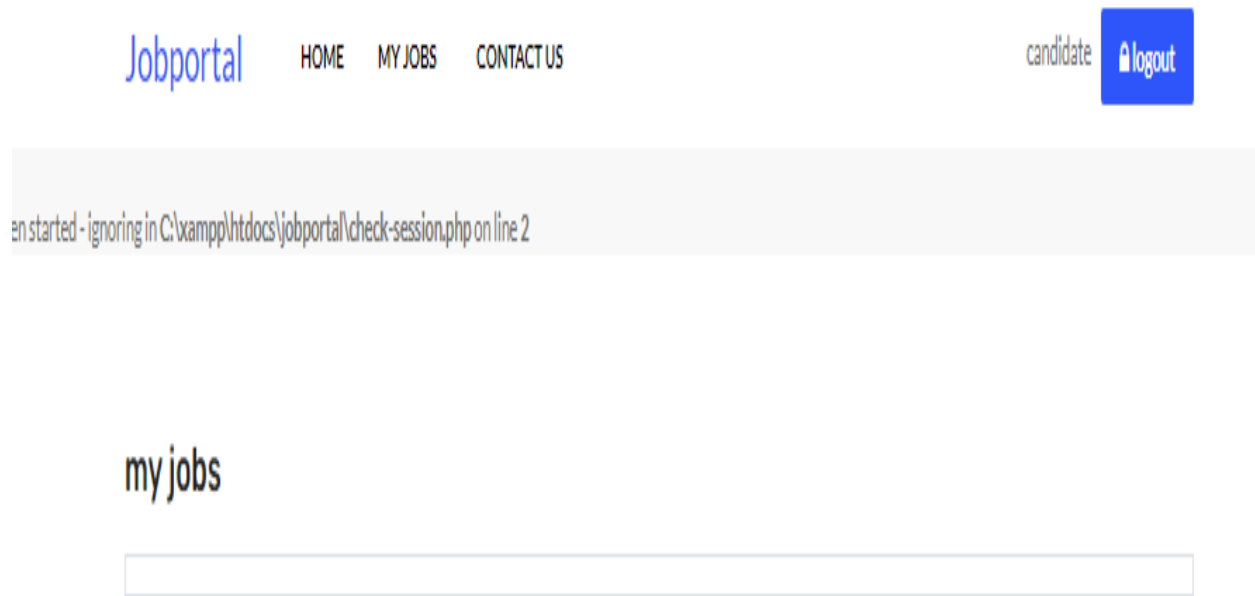 Jobportal HOME MY JOBS CONTACT US candidate logout
en started - ignoring in C:\xampp\htdocs\jobportal\check-session.php on line 2
my jobs